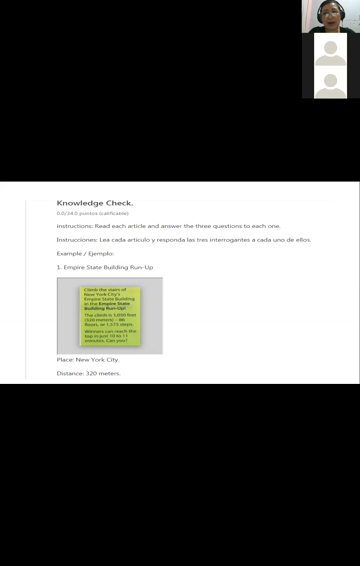 Knowledge Check.
0.0/34.0 puntos (calificable)
instructions: Read each article and answer the three questions to each one.
Instrucciones: Lea cada articulo y responda las tres interrogantes a cada uno de ellos.
Example / Ejemplo:
1. Empire State Building Run-Up
Climb the stairs of
New York City's
Empire State Building
in the Empire State
Building Run-Up!
The climb is 1,050 feet
(320 meters) – 86
floors, or 1,575 steps.
Winners can reach the
top in just 10 to 11
minutes. Can you?
Place: New York City.
Distance: 320 meters.